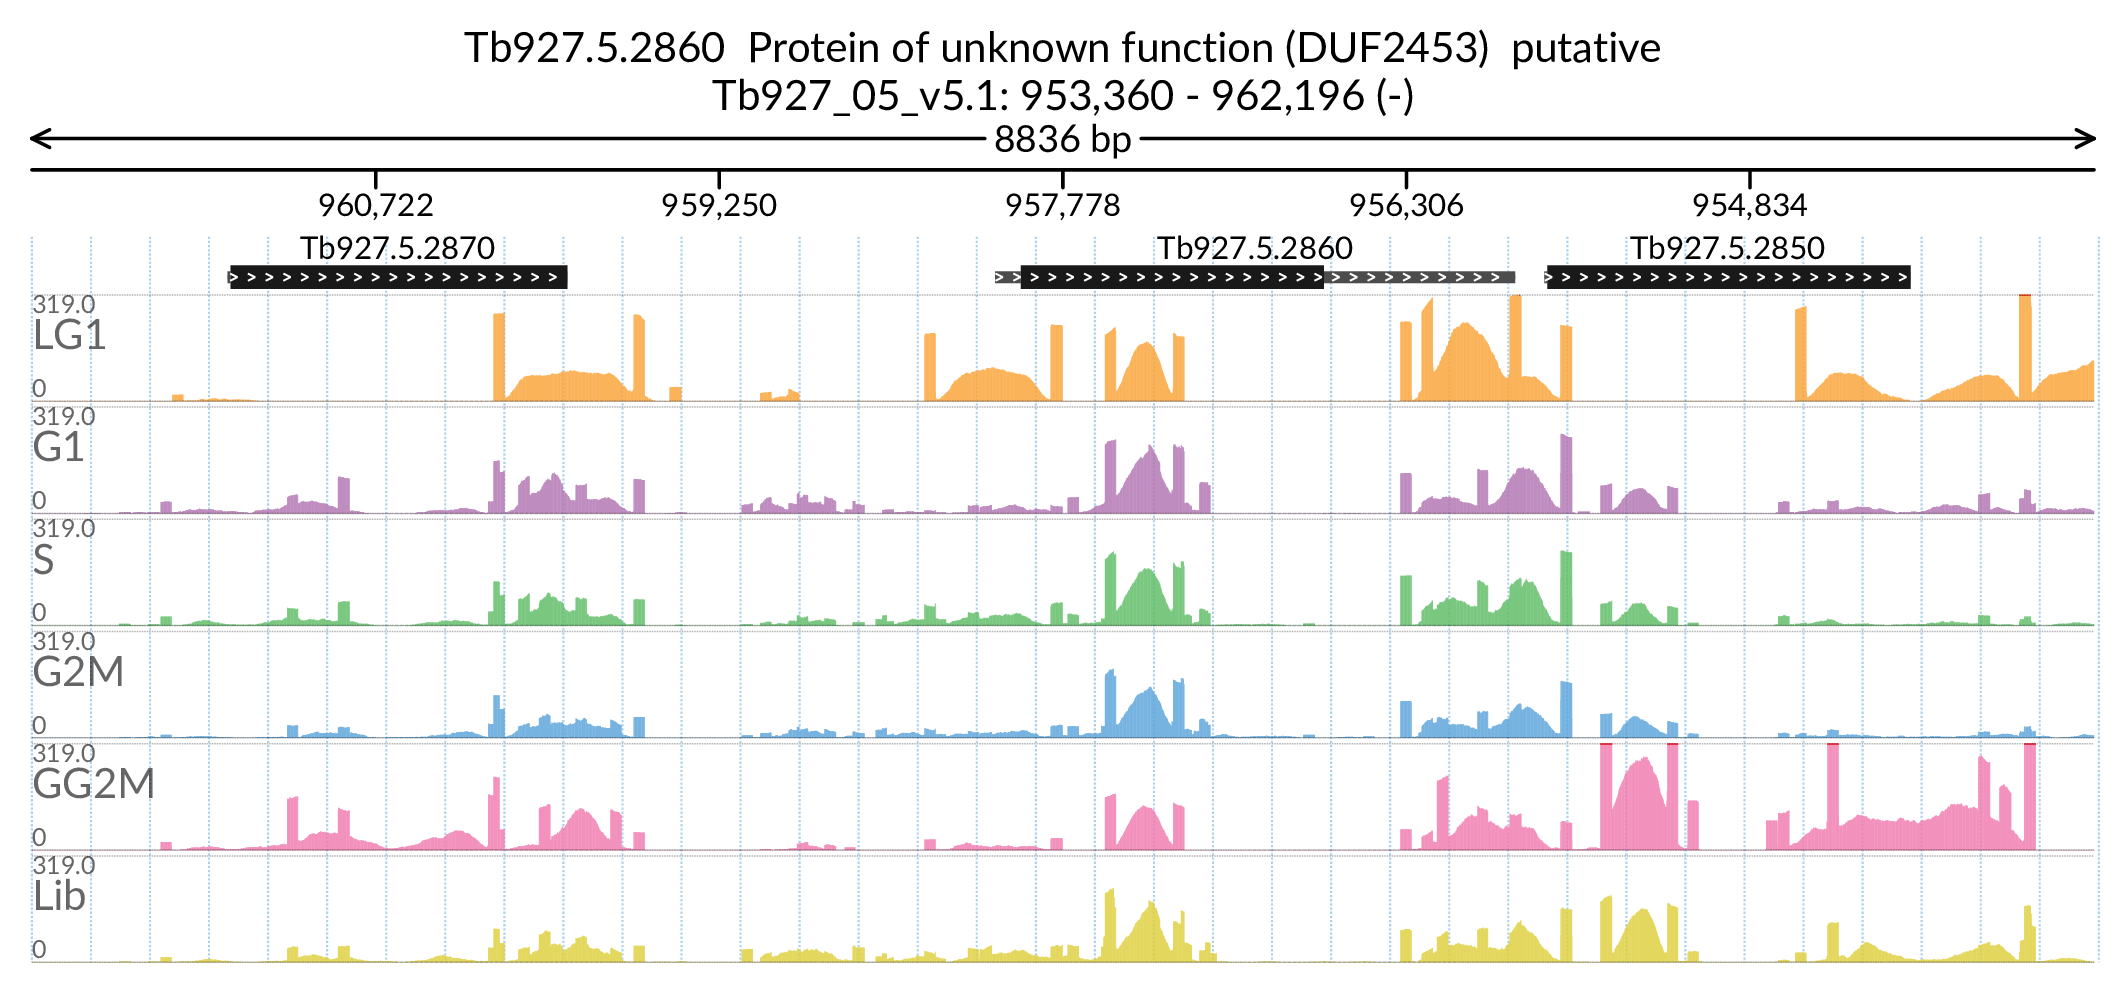 Tb927.5.2860  Protein of unknown function (DUF2453)  putative
Tb927_05_v5.1: 953,360 - 962,196 (-)
8836 bp
960,722 959,250 957,778 956,306 954,834
Tb927.5.2870 Tb927.5.2860 Tb927.5.2850
319.0
LG1
0
319.0
G1
0
319.0
S
0
319.0
G2M
0
319.0
GG2M
0
319.0
Lib
0